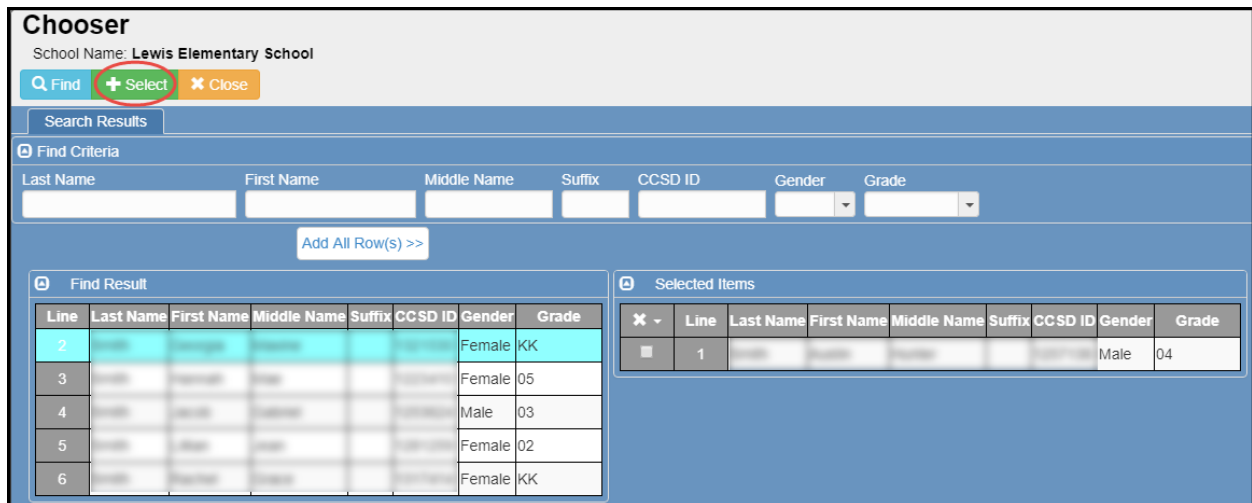 Chooser
School Name: Lewis Elementary School
Find Select Close
Search Results
Find Criteria
Last Name First Name Middle Name Suffix CCSD ID Gender Grade
Add All Row(s) >>
Find Result
Line Last Name First Name Middle Name Suffix CCSD ID Gender Grade
2 Female KK
3 Female 05
4 Male 03
5 Female 02
6 Female KK
Selected Items
Line Last Name First Name Middle Name Suffix CCSD ID Gender Grade
1 Male 04